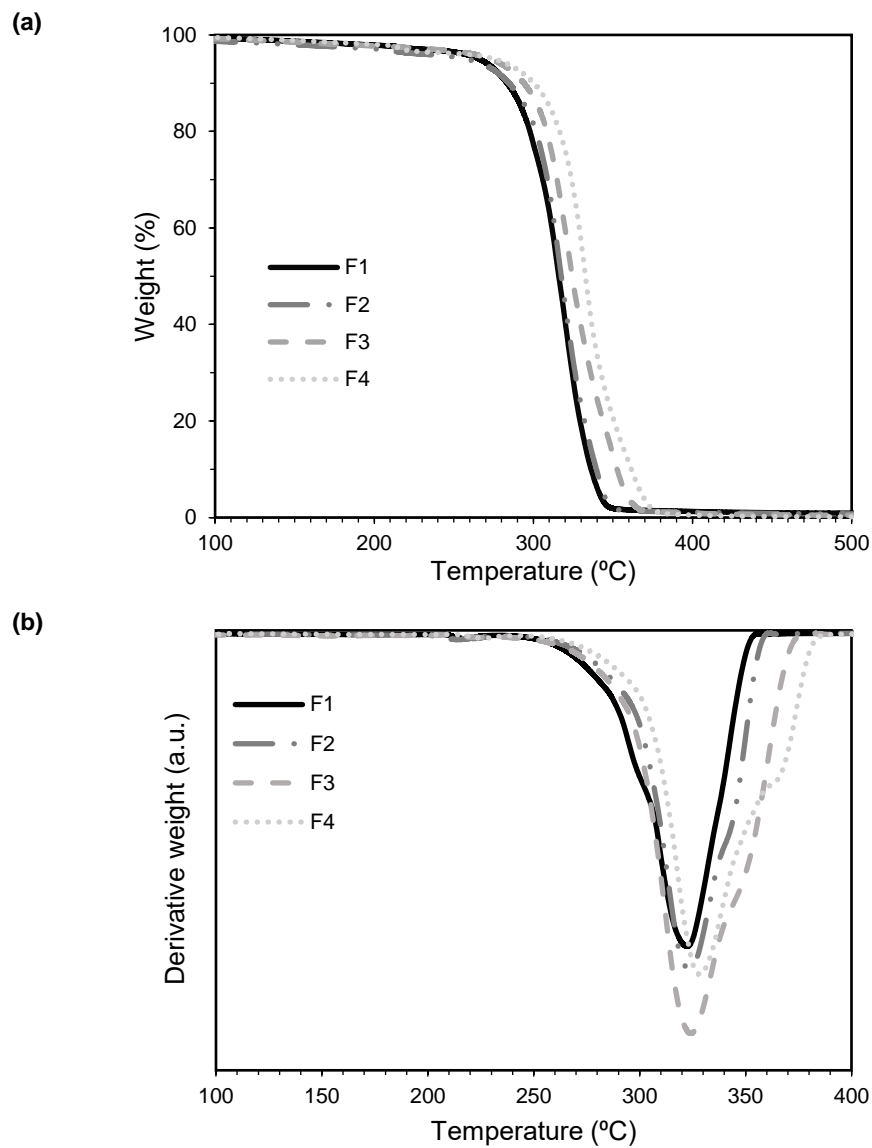 (a)
100
80
60
40
20
0
Weight (%)
F1
F2
F3
F4
100 200 300 400 500
Temperature (ºC)
(b)
Derivative weight (a.u.)
F1
F2
F3
F4
100 150 200 250 300 350 400
Temperature (ºC)